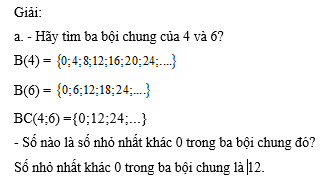 Giải:
a. - Hãy tìm ba bội chung của 4 và 6?
B(4) = {0;4;8;12;16;20;24;....}
B(6) = {0;6;12;18;24;....}
BC(4;6) ={0;12;24;...}
- Số nào là số nhỏ nhất khác 0 trong ba bội chung đó?
Số nhỏ nhất khác 0 trong ba bội chung là 12.